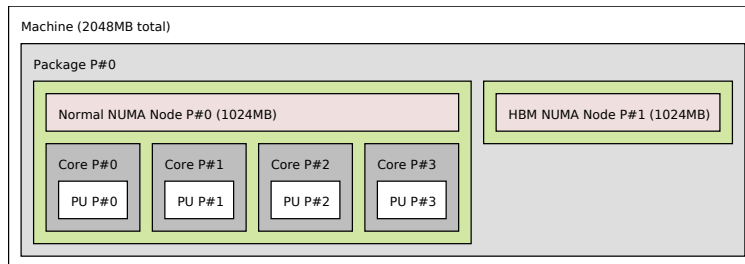 Machine (2048MB total)
Package P#0
Normal NUMA Node P#0 (1024MB)
HBM NUMA Node P#1 (1024MB)
Core P#0
Core P#1
Core P#2
Core P#3
PU P#0
PU P#1
PU P#2
PU P#3